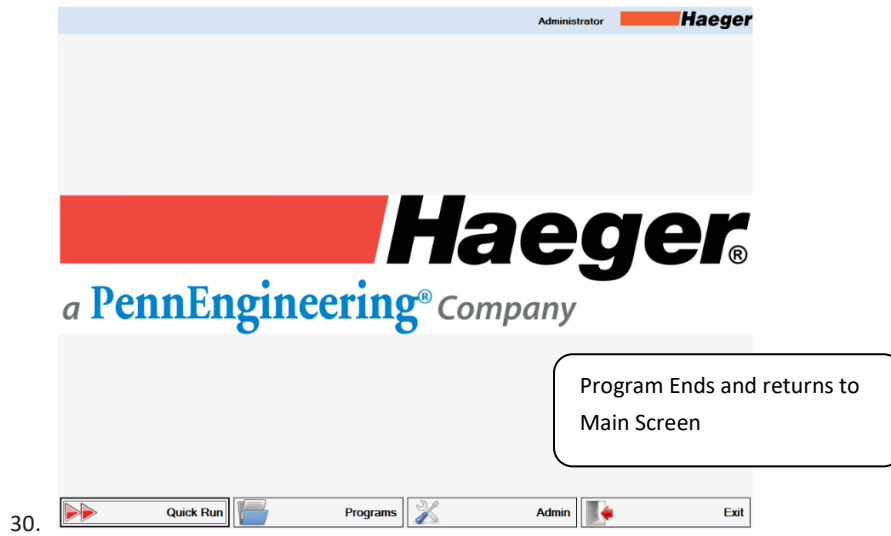 Administrator Haeger
Haeger®
a PennEngineering® Company
Program Ends and returns to
Main Screen
30. Quick Run Programs Admin Exit